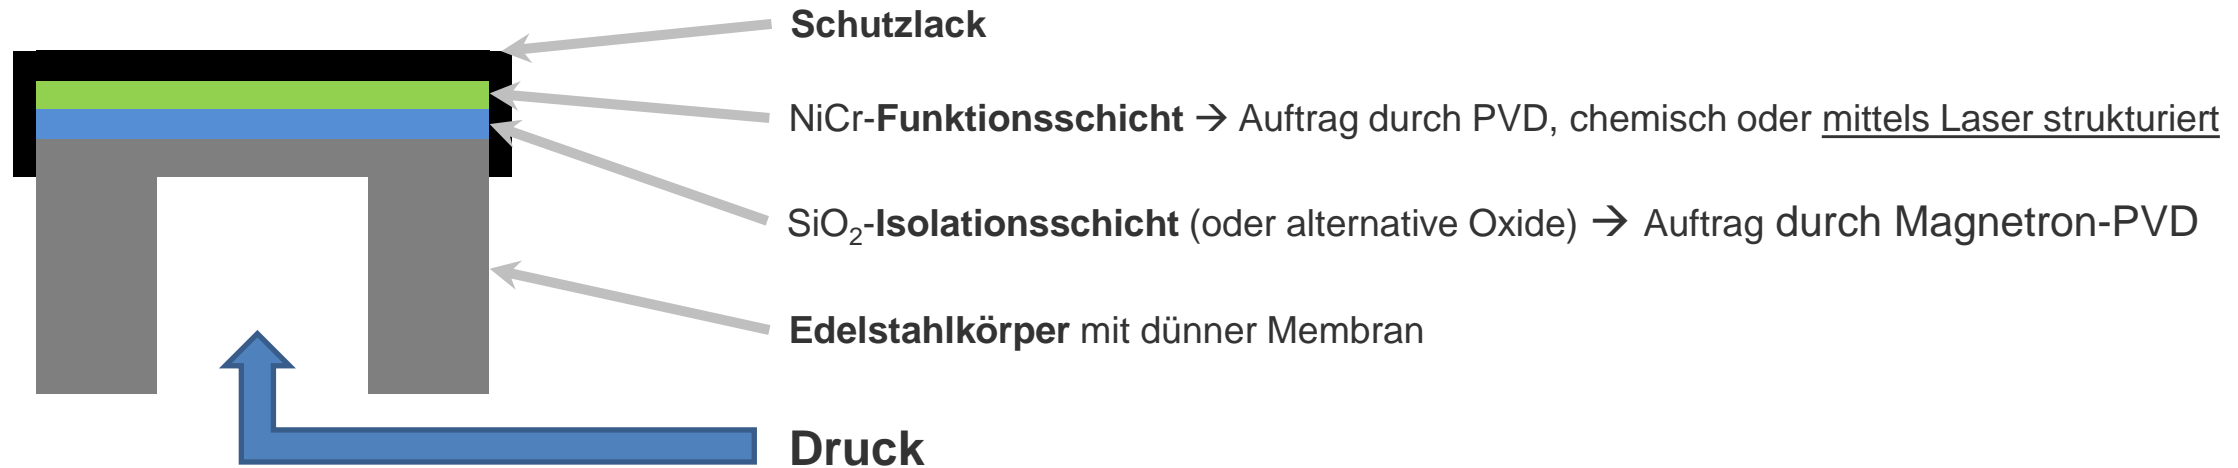 Schutzlack
NiCr-Funktionsschicht → Auftrag durch PVD, chemisch oder mittels Laser strukturiert
SiO₂-Isolationsschicht (oder alternative Oxide) → Auftrag durch Magnetron-PVD
Edelstahlkörper mit dünner Membran
Druck